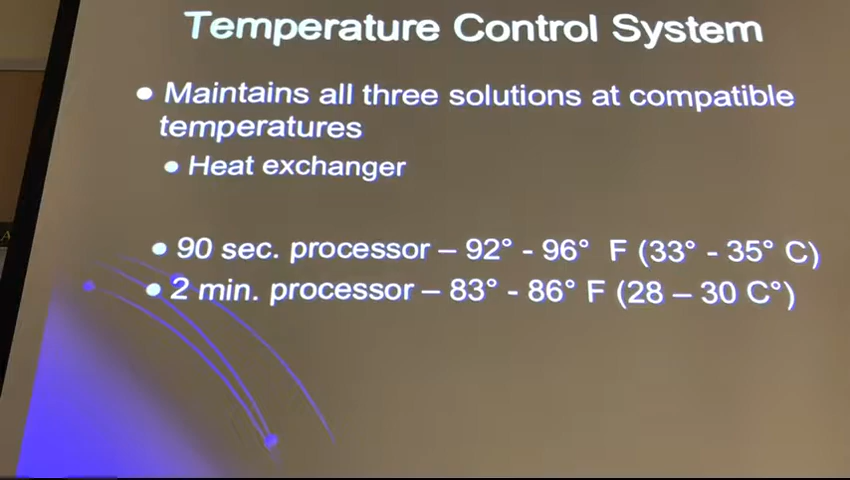 Temperature Control System
● Maintains all three solutions at compatible
temperatures
● Heat exchanger
● 90 sec. processor – 92° - 96° F (33° - 35° C)
● 2 min. processor – 83° - 86° F (28 – 30 C°)
A